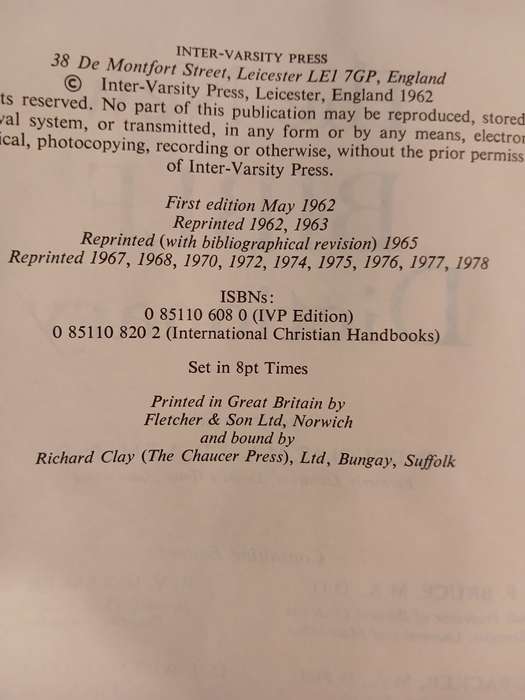 INTER-VARSITY PRESS
38 De Montfort Street, Leicester LE1 7GP, England
© Inter-Varsity Press, Leicester, England 1962
ts reserved. No part of this publication may be reproduced, stored
val system, or transmitted, in any form or by any means, electron
ical, photocopying, recording or otherwise, without the prior permiss
of Inter-Varsity Press.
First edition May 1962
Reprinted 1962, 1963
Reprinted (with bibliographical revision) 1965
Reprinted 1967, 1968, 1970, 1972, 1974, 1975, 1976, 1977, 1978
ISBNs:
0 85110 608 0 (IVP Edition)
0 85110 820 2 (International Christian Handbooks)
Set in 8pt Times
Printed in Great Britain by
Fletcher & Son Ltd, Norwich
and bound by
Richard Clay (The Chaucer Press), Ltd, Bungay, Suffolk